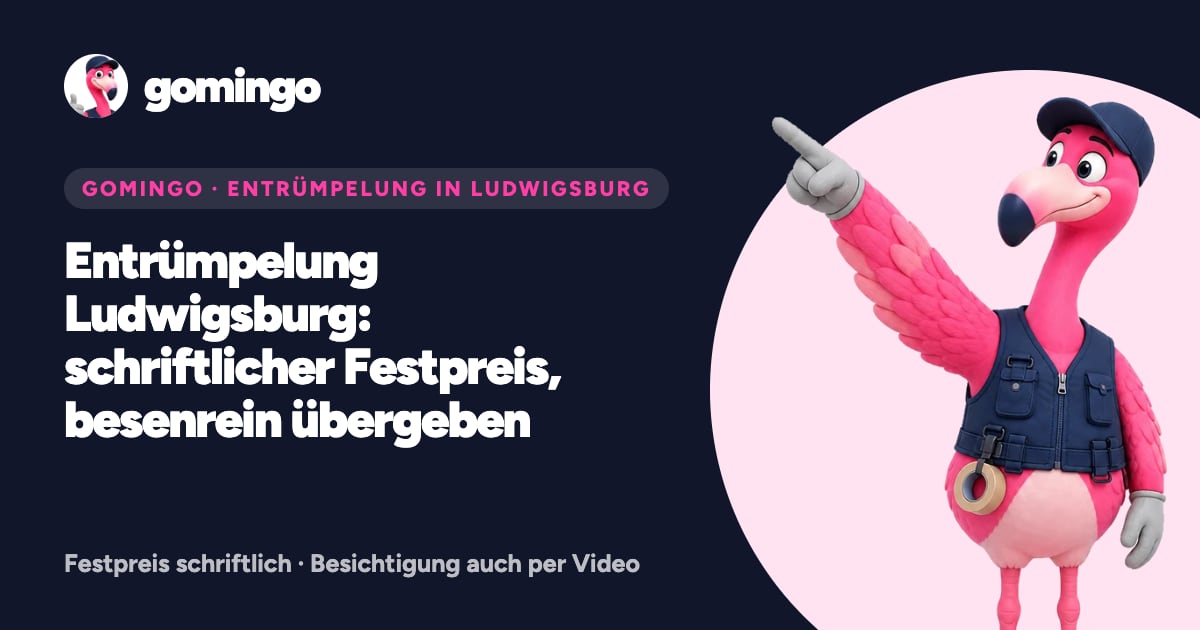 gomingo
GOMINGO · ENTRÜMPELUNG IN LUDWIGSBURG
Entrümpelung
Ludwigsburg:
schriftlicher Festpreis,
besenrein übergeben
Festpreis schriftlich · Besichtigung auch per Video